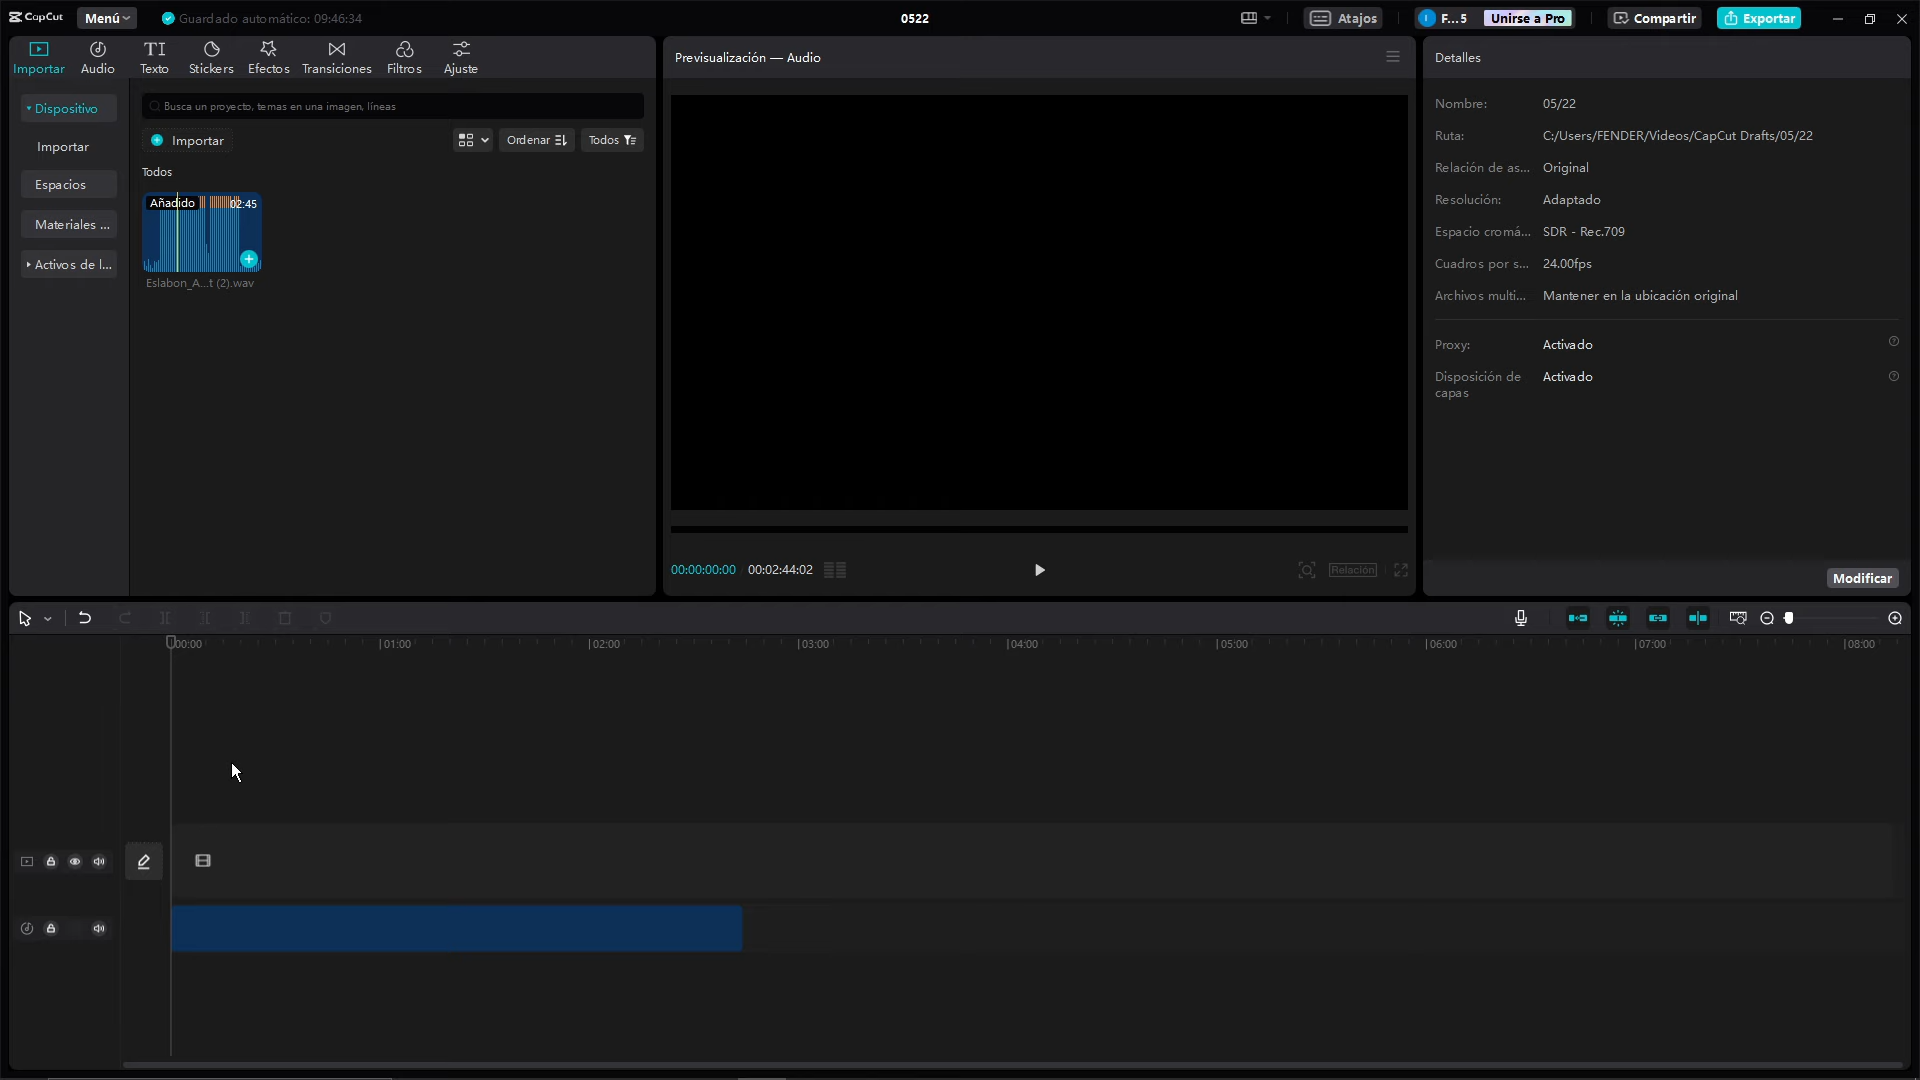 CapCut
Menú
Guardado automático: 09:46:34
0522
Atajos
F...5
Unirse a Pro
Compartir
Exportar
Importar
Audio
Texto
Stickers
Efectos
Transiciones
Filtros
Ajuste
Dispositivo
Importar
Espacios
Materiales ...
Activos de l...
Busca un proyecto, temas en una imagen, líneas
Importar
Ordenar
Todos
Todos
Añadido
02:45
Eslabon_A...t (2).wav
Previsualización — Audio
00:00:00:00
00:02:44:02
Relación
Detalles
Nombre: 05/22
Ruta: C:/Users/FENDER/Videos/CapCut Drafts/05/22
Relación de as... Original
Resolución: Adaptado
Espacio cromá... SDR - Rec.709
Cuadros por s... 24.00fps
Archivos multi... Mantener en la ubicación original
Proxy: Activado
Disposición de Activado
capas
Modificar
00:00
01:00
02:00
03:00
04:00
05:00
06:00
07:00
08:00